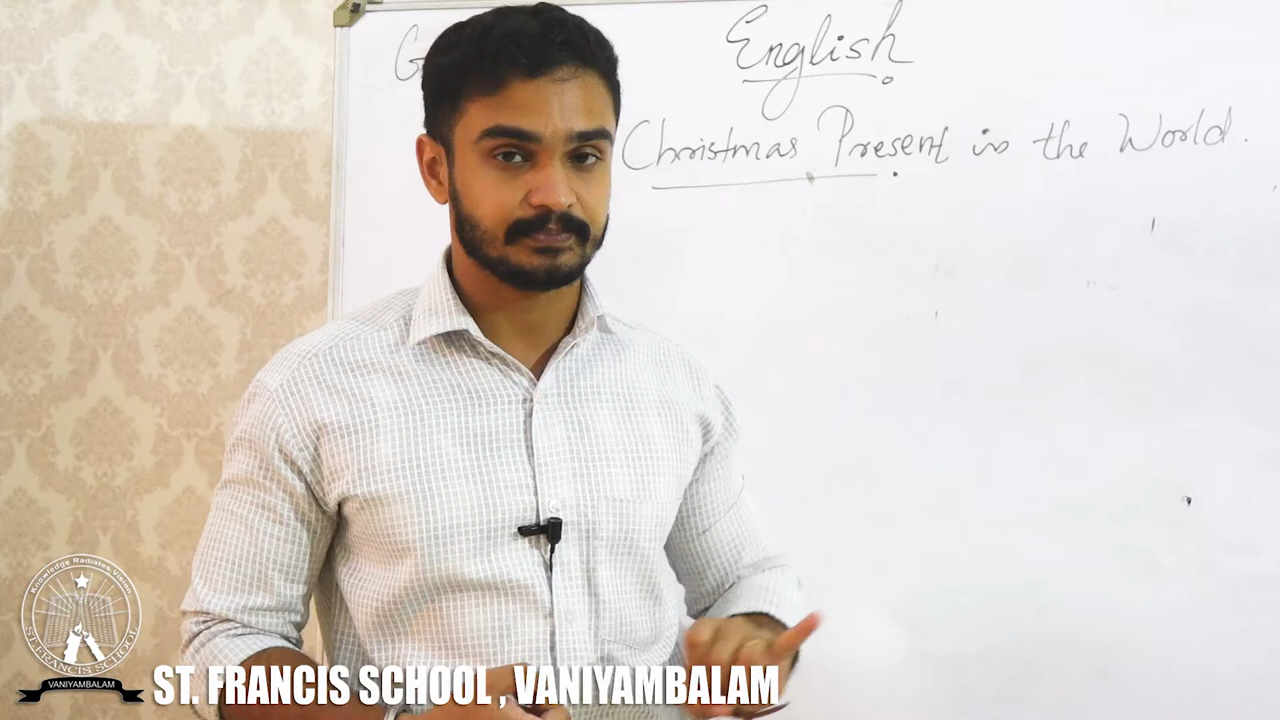 G
English
Christmas Present in the World.
Knowledge Radiates Vision
ST. FRANCIS SCHOOL
VANIYAMBALAM
ST. FRANCIS SCHOOL , VANIYAMBALAM